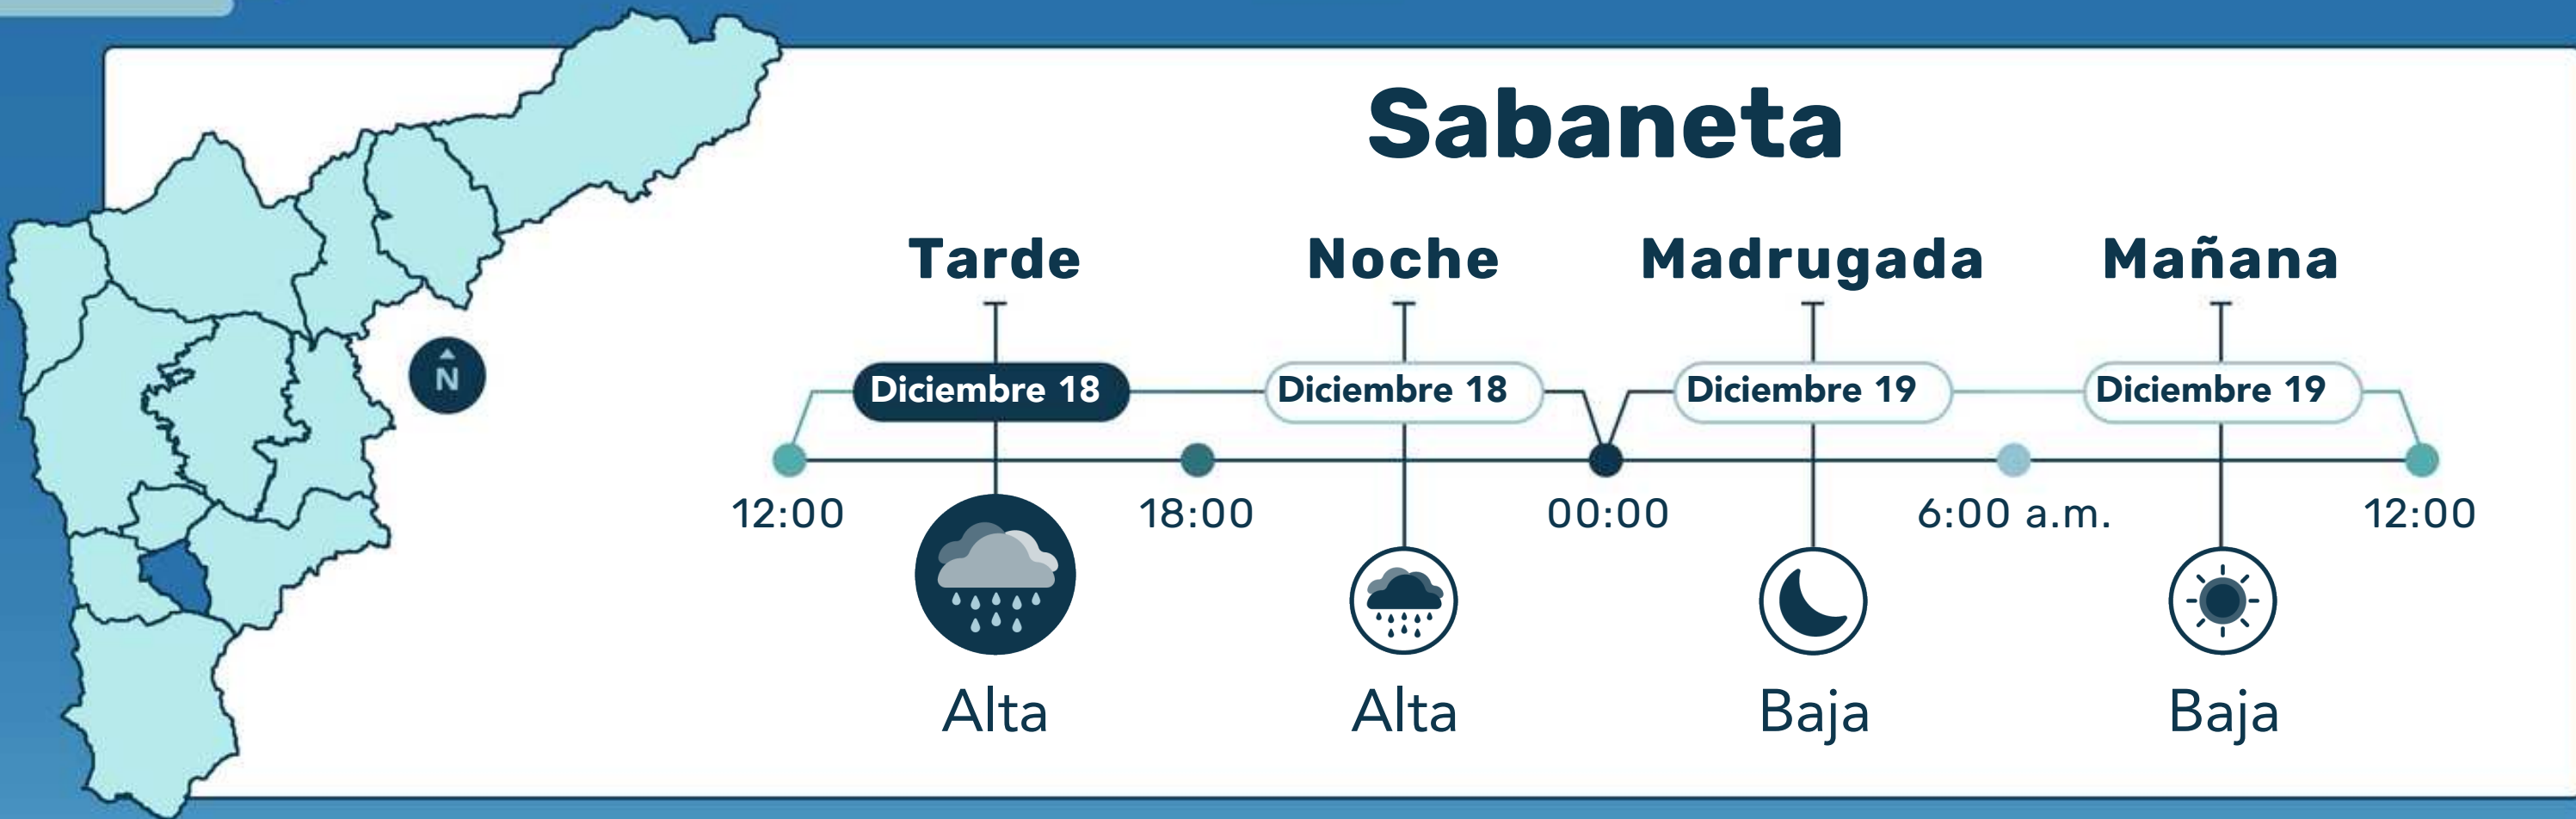 Sabaneta
Tarde Noche Madrugada Mañana
N
Diciembre 18 Diciembre 18 Diciembre 19 Diciembre 19
12:00 18:00 00:00 6:00 a.m. 12:00
Alta Alta Baja Baja